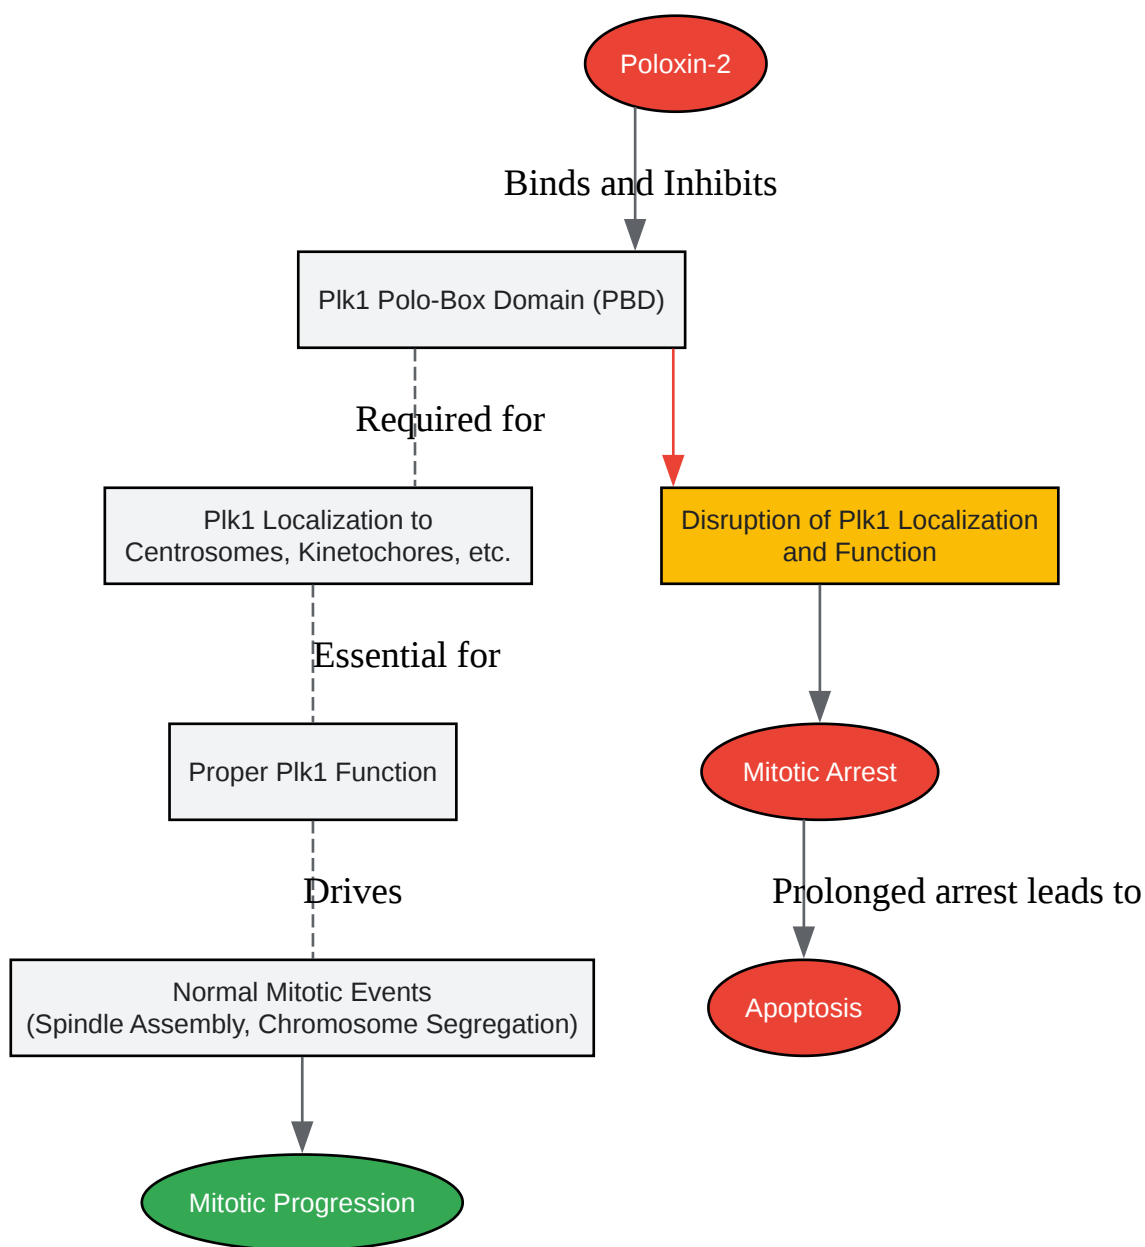 Poloxin-2
Binds and Inhibits
Plk1 Polo-Box Domain (PBD)
Required for
Plk1 Localization to
Centrosomes, Kinetochores, etc.
Disruption of Plk1 Localization
and Function
Essential for
Proper Plk1 Function
Mitotic Arrest
Drives
Prolonged arrest leads to
Normal Mitotic Events
(Spindle Assembly, Chromosome Segregation)
Apoptosis
Mitotic Progression